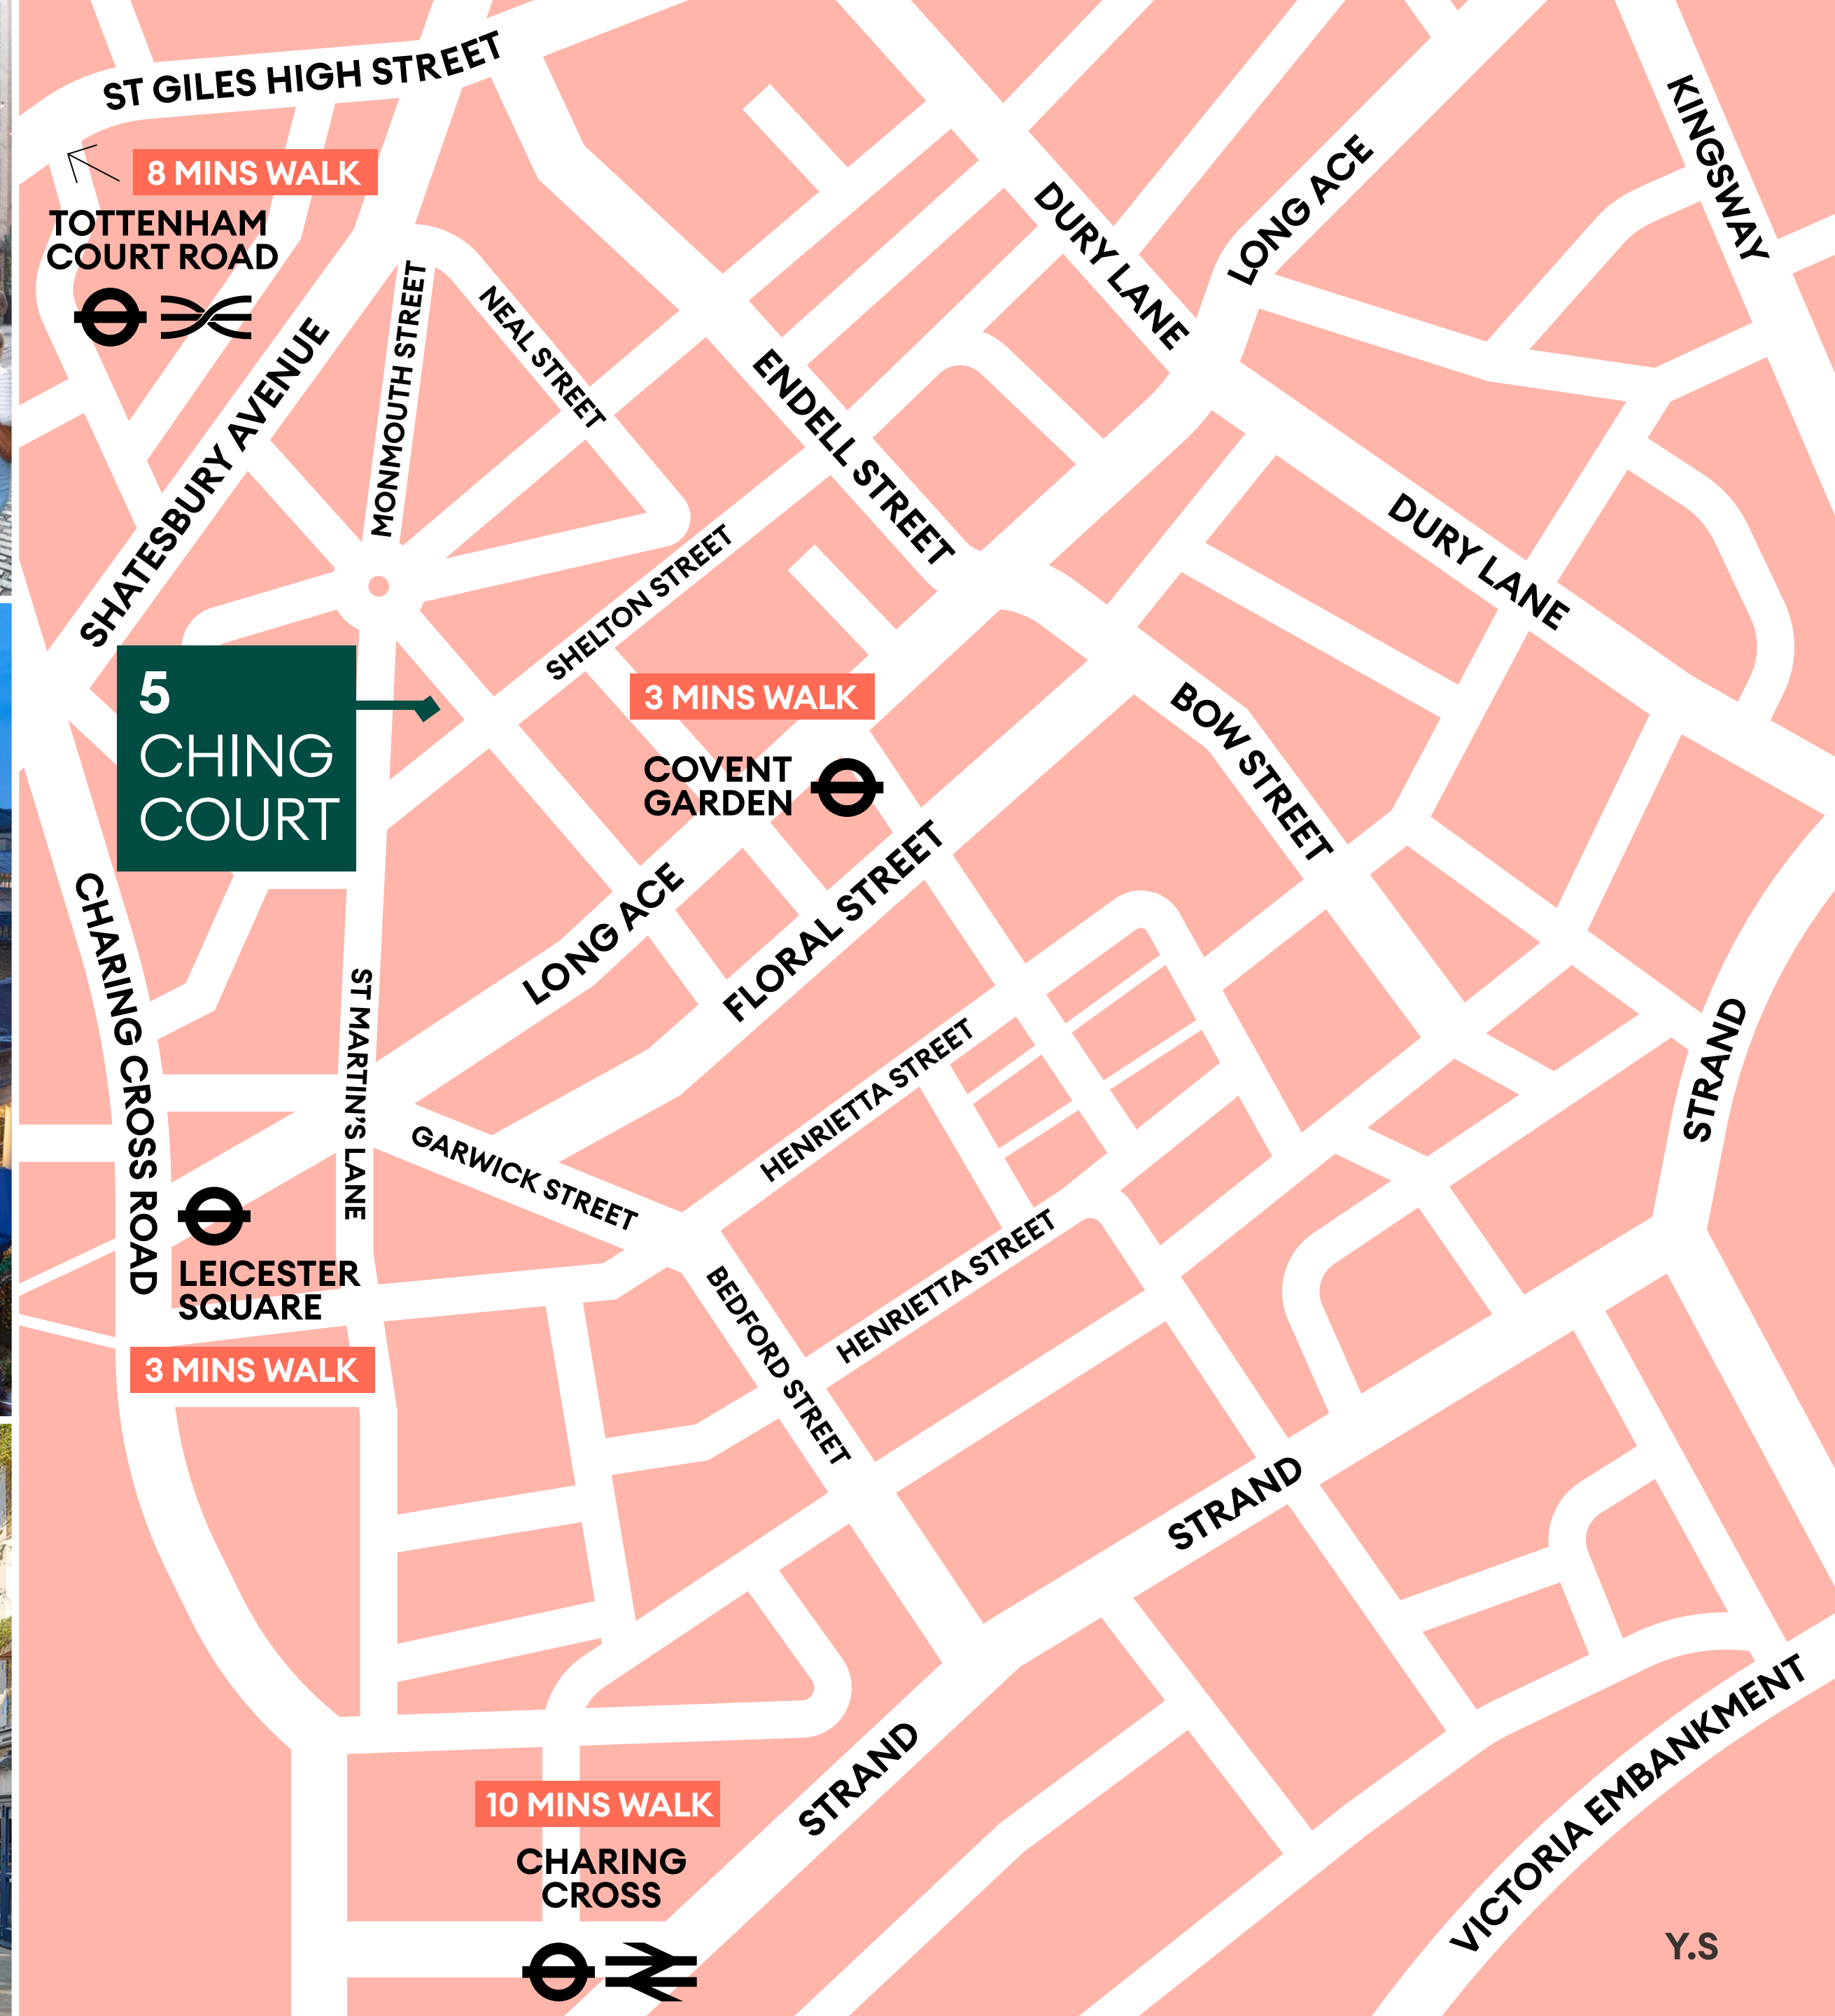 ST GILES HIGH STREET
KINGSWAY
8 MINS WALK
TOTTENHAM
COURT ROAD
DURY LANE
LONG ACE
MONMOUTH STREET
NEAL STREET
SHATESBURY AVENUE
ENDELL STREET
DURY LANE
SHELTON STREET
5
CHING
COURT
3 MINS WALK
COVENT
GARDEN
BOW STREET
CHARING CROSS ROAD
LONG ACE
FLORAL STREET
ST MARTIN'S LANE
STRAND
HENRIETTA STREET
GARWICK STREET
LEICESTER
SQUARE
3 MINS WALK
HENRIETTA STREET
BEDFORD STREET
STRAND
STRAND
VICTORIA EMBANKMENT
10 MINS WALK
CHARING
CROSS
Y.S